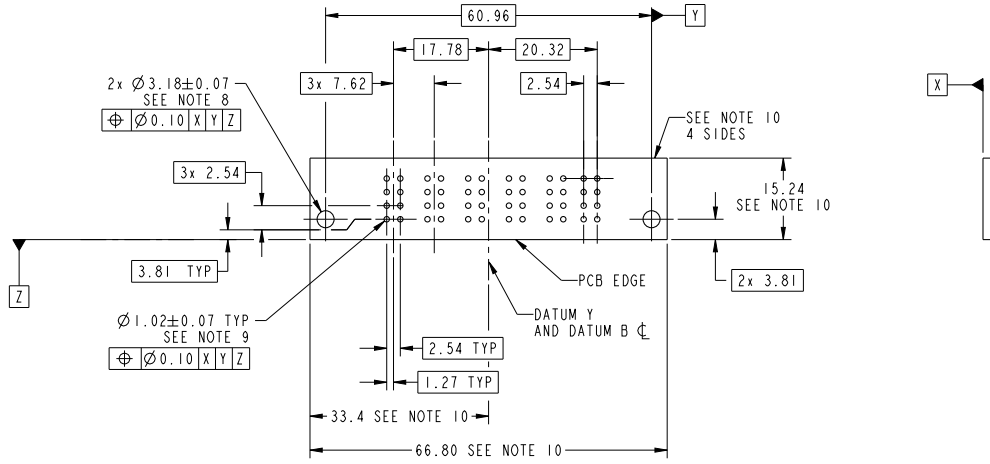 60.96
Y
17.78
20.32
3x 7.62
2.54
X
2x Ø3.18±0.07
SEE NOTE 8
⌖ Ø0.10 X Y Z
SEE NOTE 10
4 SIDES
3x 2.54
15.24
SEE NOTE 10
3.81 TYP
2x 3.81
Z
PCB EDGE
DATUM Y
AND DATUM B ℄
Ø1.02±0.07 TYP
SEE NOTE 9
⌖ Ø0.10 X Y Z
2.54 TYP
1.27 TYP
33.4 SEE NOTE 10
66.80 SEE NOTE 10